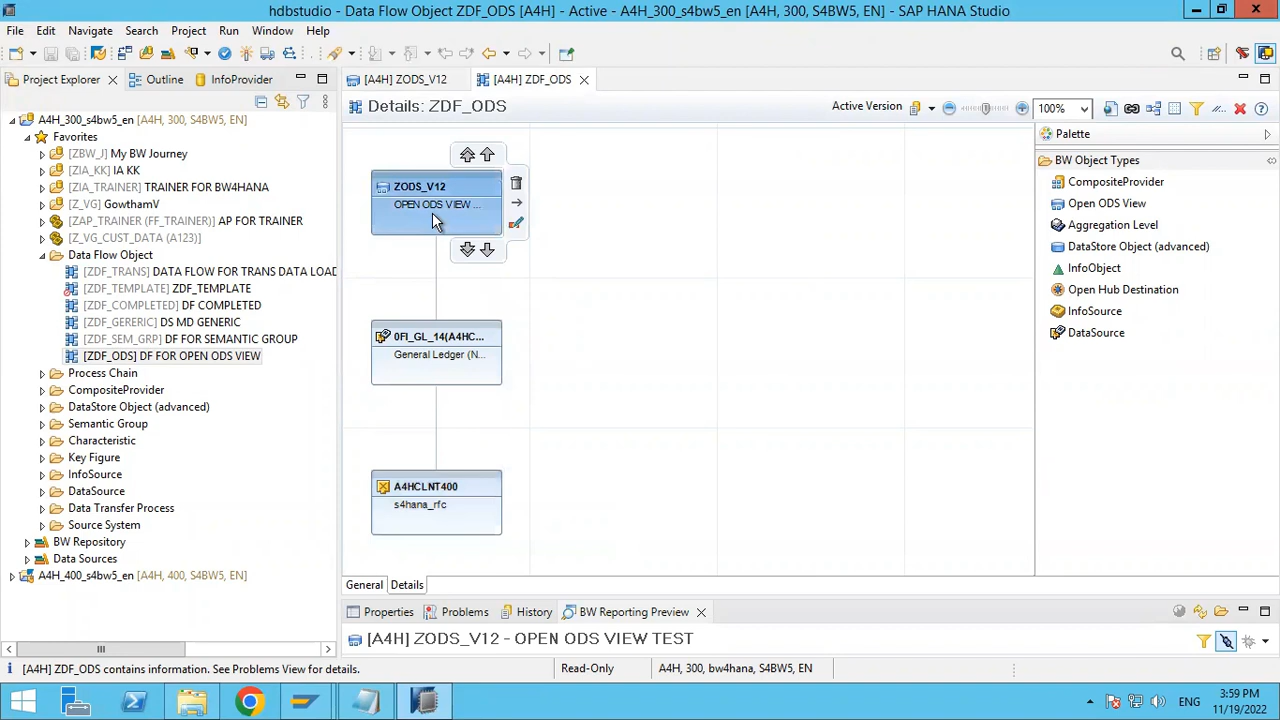 hdbstudio - Data Flow Object ZDF_ODS [A4H] - Active - A4H_300_s4bw5_en [A4H, 300, S4BW5, EN] - SAP HANA Studio
File Edit Navigate Search Project Run Window Help
Project Explorer Outline InfoProvider
[A4H] ZODS_V12 [A4H] ZDF_ODS
Details: ZDF_ODS Active Version 100%
A4H_300_s4bw5_en [A4H, 300, S4BW5, EN]
Favorites
[ZBW_J] My BW Journey
[ZIA_KK] IA KK
[ZIA_TRAINER] TRAINER FOR BW4HANA
[Z_VG] GowthamV
[ZAP_TRAINER] (FF_TRAINER)] AP FOR TRAINER
[Z_VG_CUST_DATA (A123)]
Data Flow Object
[ZDF_TRANS] DATA FLOW FOR TRANS DATA LOAD
[ZDF_TEMPLATE] ZDF_TEMPLATE
[ZDF_COMPLETED] DF COMPLETED
[ZDF_GERERIC] DS MD GENERIC
[ZDF_SEM_GRP] DF FOR SEMANTIC GROUP
[ZDF_ODS] DF FOR OPEN ODS VIEW
Process Chain
CompositeProvider
DataStore Object (advanced)
Semantic Group
Characteristic
Key Figure
InfoSource
DataSource
Data Transfer Process
Source System
BW Repository
Data Sources
A4H_400_s4bw5_en [A4H, 400, S4BW5, EN]
ZODS_V12
OPEN ODS VIEW ...
0FI_GL_14(A4HC...
General Ledger (N...
A4HCLNT400
s4hana_rfc
Palette
BW Object Types
CompositeProvider
Open ODS View
Aggregation Level
DataStore Object (advanced)
InfoObject
Open Hub Destination
InfoSource
DataSource
General Details
Properties Problems History BW Reporting Preview
[A4H] ZODS_V12 - OPEN ODS VIEW TEST
[A4H] ZDF_ODS contains information. See Problems View for details. Read-Only A4H, 300, bw4hana, S4BW5, EN
ENG
3:59 PM
11/19/2022